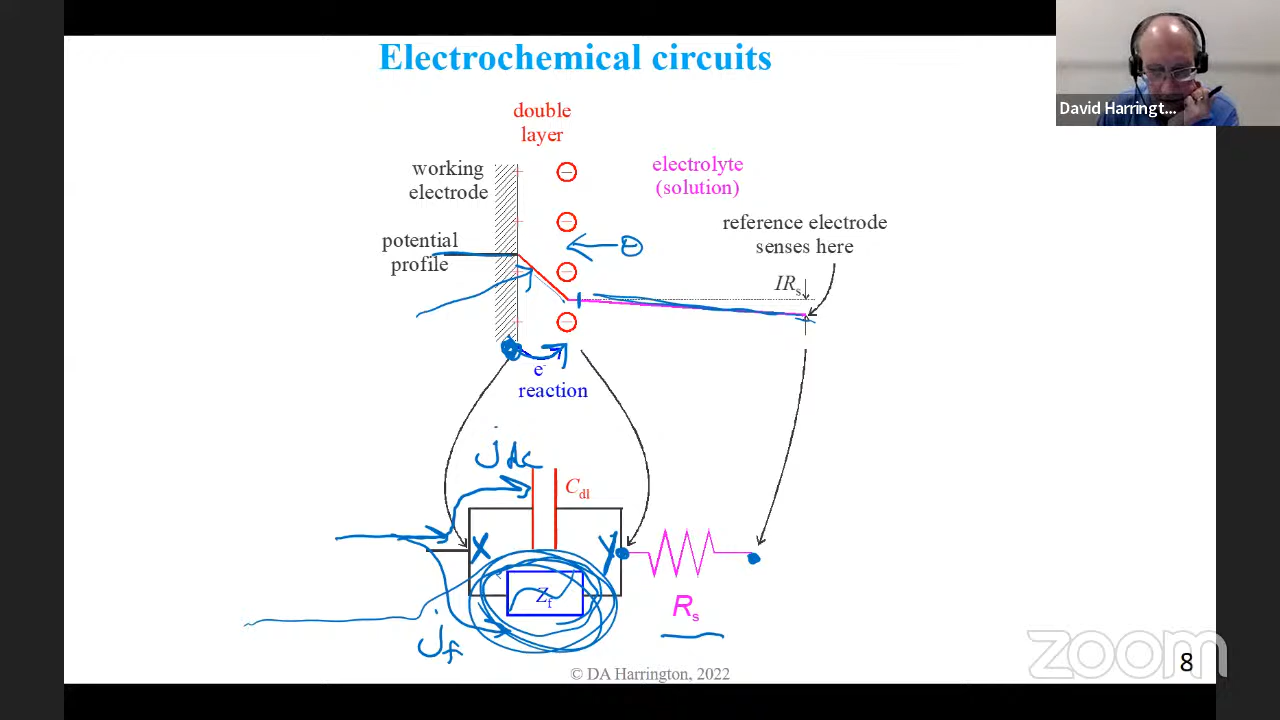 Electrochemical circuits
David Harringt...
double
layer
working
electrode
electrolyte
(solution)
reference electrode
senses here
potential
profile
IRs
e-
reaction
jdc
Cdl
X
Y
Zf
Rs
jf
© DA Harrington, 2022
zoom
8